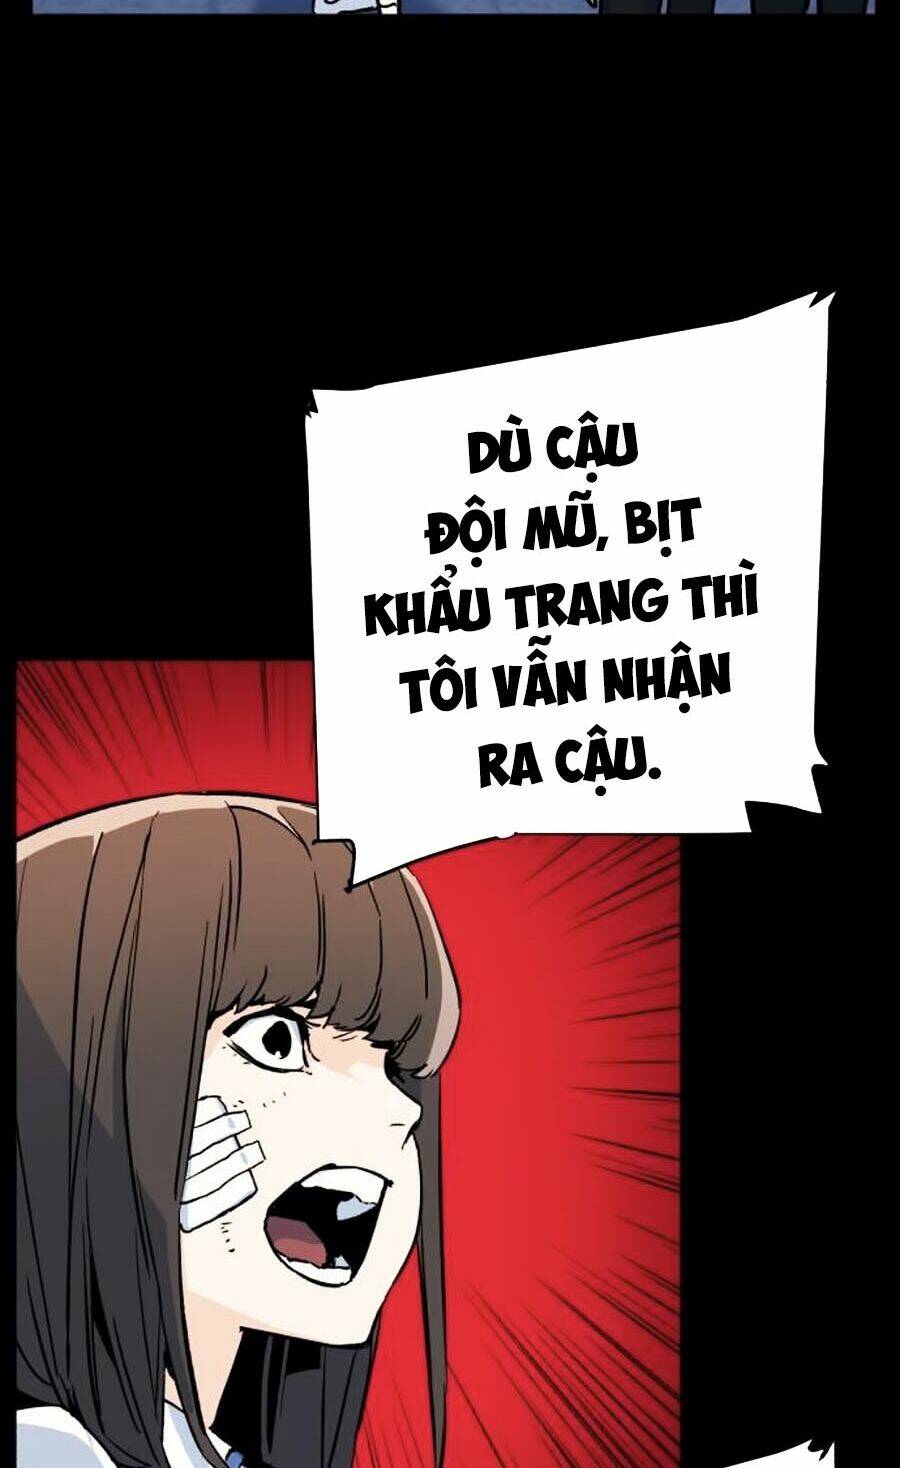 DÙ CẬU
ĐỘI MŨ, BỊT
KHẨU TRANG THÌ
TÔI VẪN NHẬN
RA CẬU.